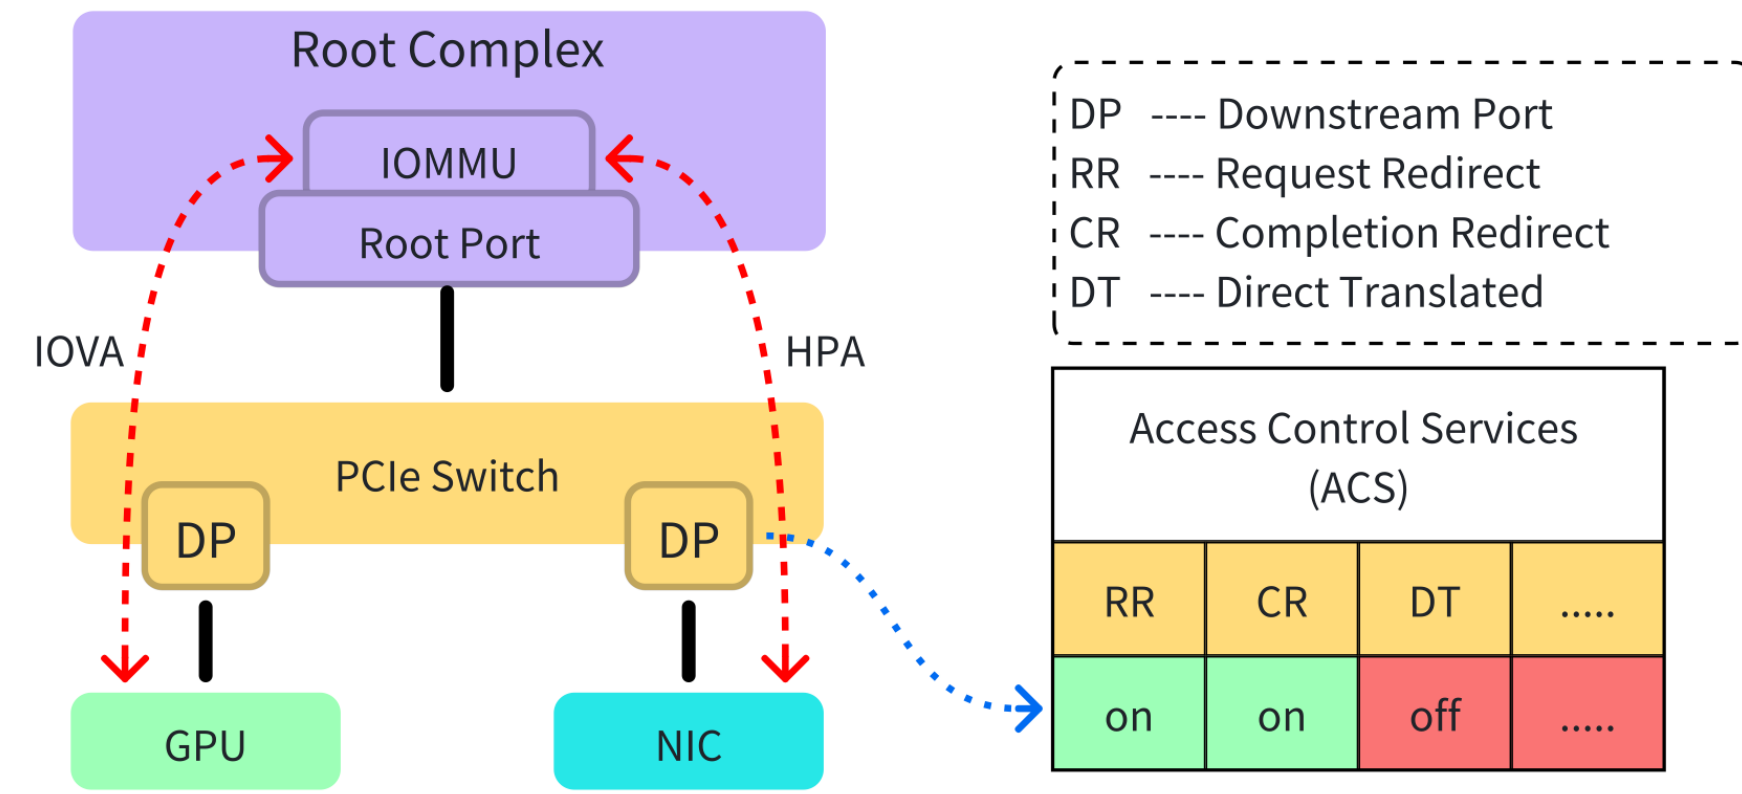 Root Complex
IOMMU
Root Port
IOVA
HPA
PCIe Switch
DP
DP
GPU
NIC
DP ---- Downstream Port
RR ---- Request Redirect
CR ---- Completion Redirect
DT ---- Direct Translated
Access Control Services
(ACS)
RR CR DT .....
on on off .....